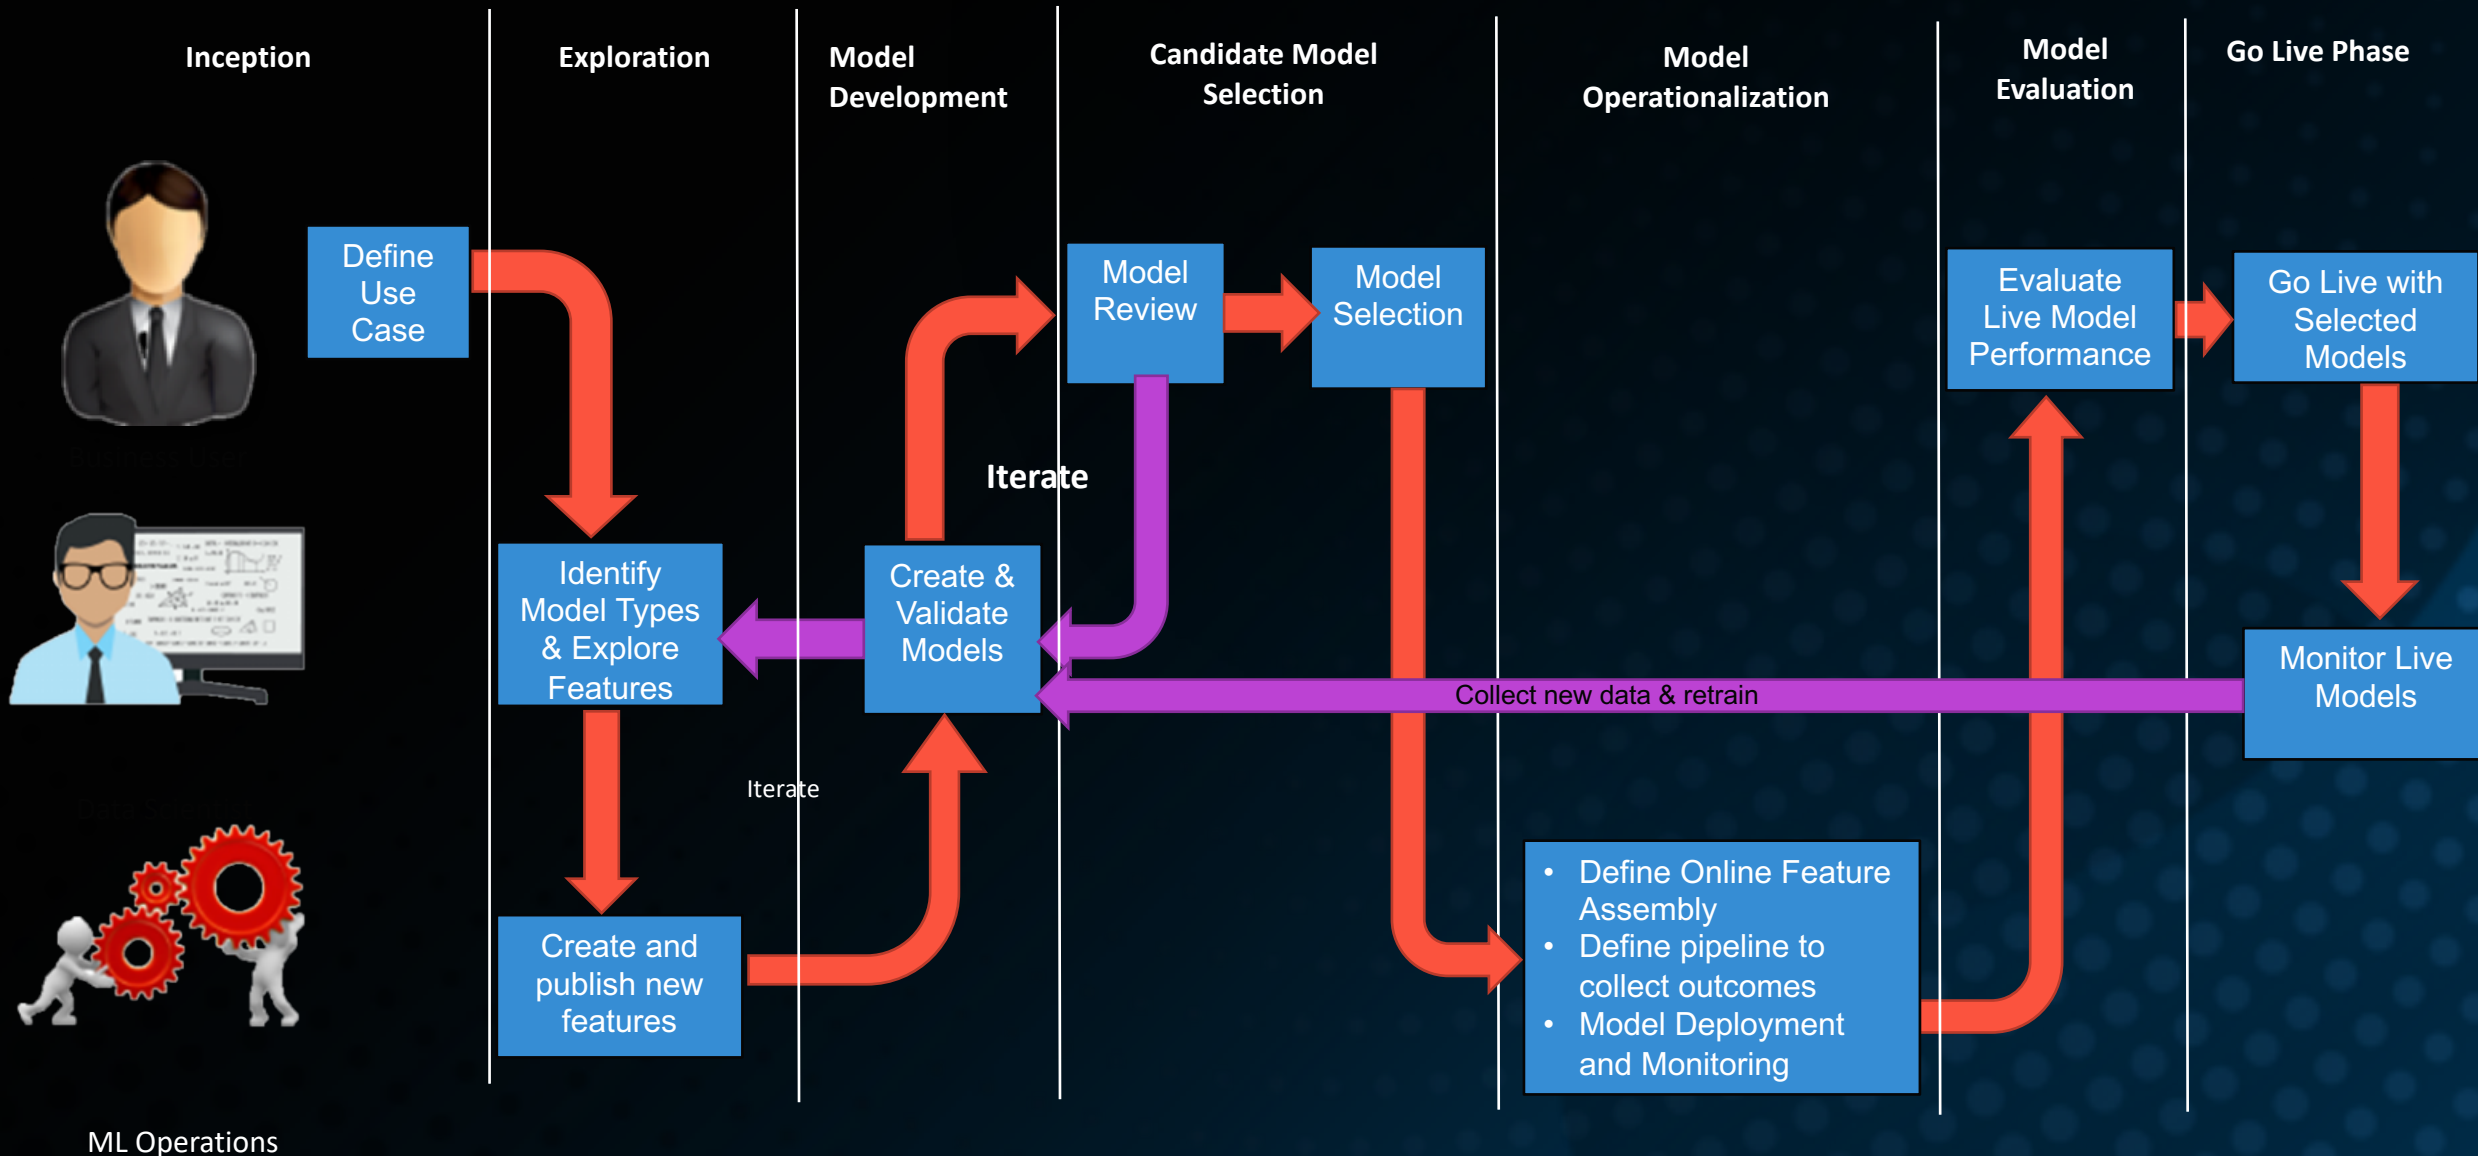 Inception
Exploration
Model
Development
Candidate Model
Selection
Model
Operationalization
Model
Evaluation
Go Live Phase
Define
Use
Case
Model
Review
Model
Selection
Evaluate
Live Model
Performance
Go Live with
Selected
Models
Business User
Iterate
Identify
Model Types
& Explore
Features
Create &
Validate
Models
Collect new data & retrain
Monitor Live
Models
Iterate
• Define Online Feature
Assembly
• Define pipeline to
collect outcomes
• Model Deployment
and Monitoring
Create and
publish new
features
ML Operations